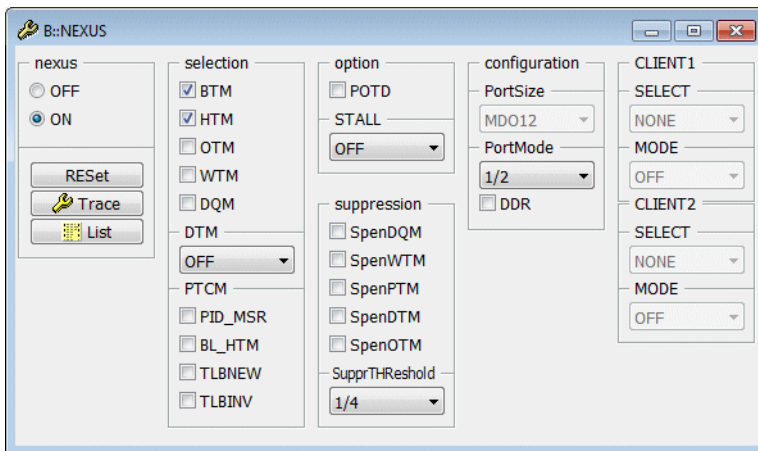 B::NEXUS
nexus
OFF
ON
RESet
Trace
List
selection
BTM
HTM
OTM
WTM
DQM
DTM
OFF
PTCM
PID_MSR
BL_HTM
TLBNEW
TLBINV
option
POTD
STALL
OFF
suppression
SpenDQM
SpenWTM
SpenPTM
SpenDTM
SpenOTM
SupprTHReshold
1/4
configuration
PortSize
MDO12
PortMode
1/2
DDR
CLIENT1
SELECT
NONE
MODE
OFF
CLIENT2
SELECT
NONE
MODE
OFF